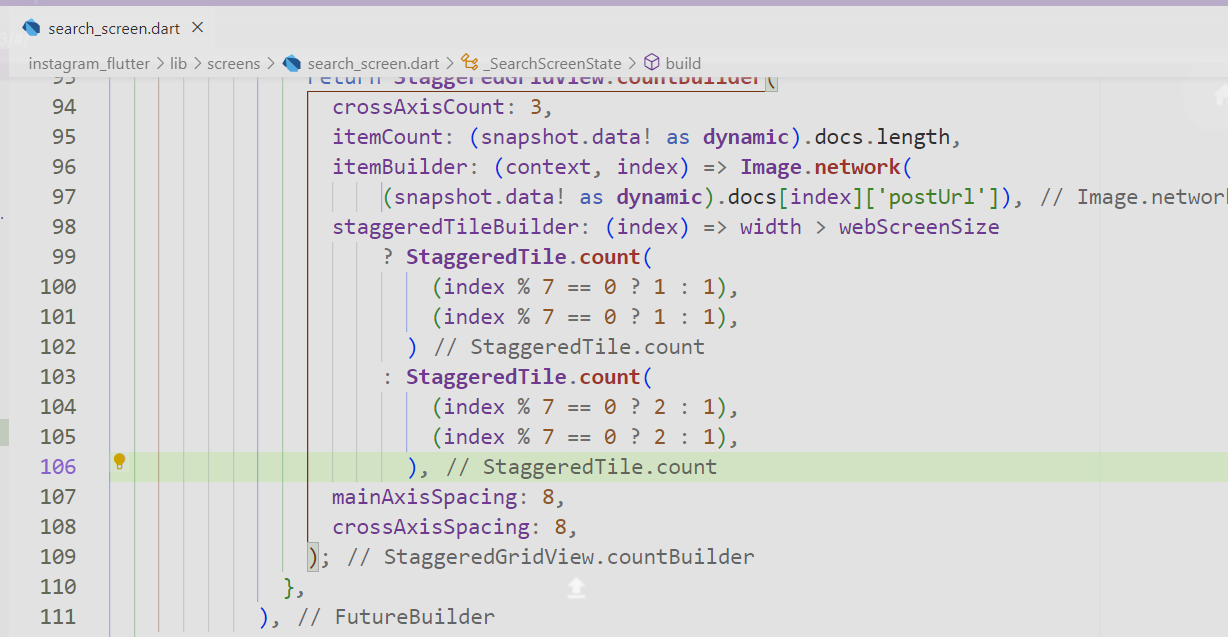 search_screen.dart
instagram_flutter > lib > screens > search_screen.dart > _SearchScreenState > build
93 return StaggeredGridView.countBuilder(
94 crossAxisCount: 3,
95 itemCount: (snapshot.data! as dynamic).docs.length,
96 itemBuilder: (context, index) => Image.network(
97 (snapshot.data! as dynamic).docs[index]['postUrl']), // Image.network
98 staggeredTileBuilder: (index) => width > webScreenSize
99 ? StaggeredTile.count(
100 (index % 7 == 0 ? 1 : 1),
101 (index % 7 == 0 ? 1 : 1),
102 ) // StaggeredTile.count
103 : StaggeredTile.count(
104 (index % 7 == 0 ? 2 : 1),
105 (index % 7 == 0 ? 2 : 1),
106 ), // StaggeredTile.count
107 mainAxisSpacing: 8,
108 crossAxisSpacing: 8,
109 ); // StaggeredGridView.countBuilder
110 },
111 ), // FutureBuilder